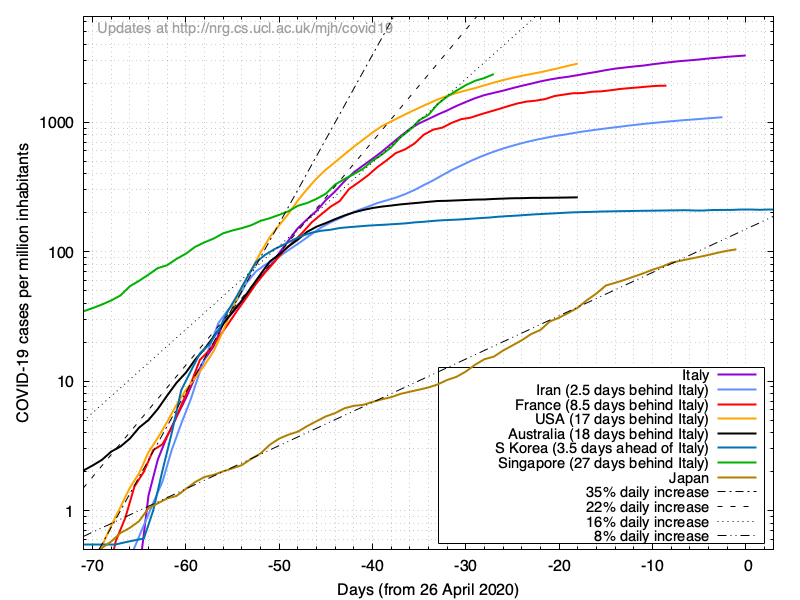 Updates at http://nrg.cs.ucl.ac.uk/mjh/covid19
COVID-19 cases per million inhabitants
1000
100
10
1
Italy
Iran (2.5 days behind Italy)
France (8.5 days behind Italy)
USA (17 days behind Italy)
Australia (18 days behind Italy)
S Korea (3.5 days ahead of Italy)
Singapore (27 days behind Italy)
Japan
35% daily increase
22% daily increase
16% daily increase
8% daily increase
-70 -60 -50 -40 -30 -20 -10 0
Days (from 26 April 2020)